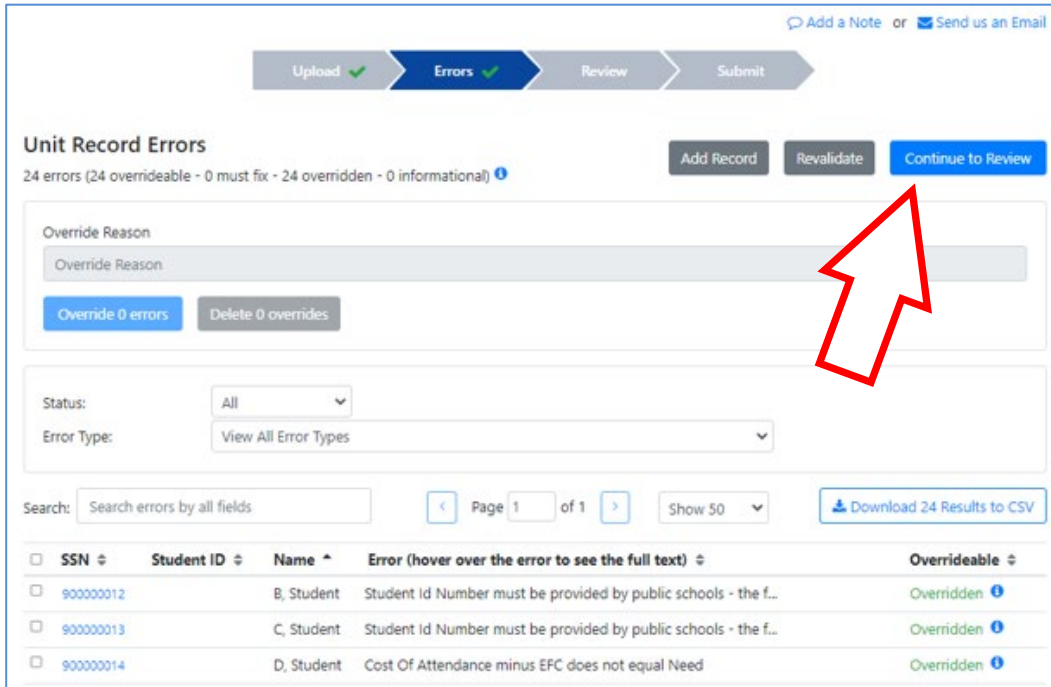 Add a Note or Send us an Email
Upload Errors Review Submit
Unit Record Errors
24 errors (24 overrideable - 0 must fix - 24 overridden - 0 informational)
Add Record Revalidate Continue to Review
Override Reason
Override Reason
Override 0 errors Delete 0 overrides
Status: All
Error Type: View All Error Types
Search: Search errors by all fields Page 1 of 1 Show 50 Download 24 Results to CSV
SSN Student ID Name Error (hover over the error to see the full text) Overrideable
900000012 B, Student Student Id Number must be provided by public schools - the f... Overridden
900000013 C, Student Student Id Number must be provided by public schools - the f... Overridden
900000014 D, Student Cost Of Attendance minus EFC does not equal Need Overridden